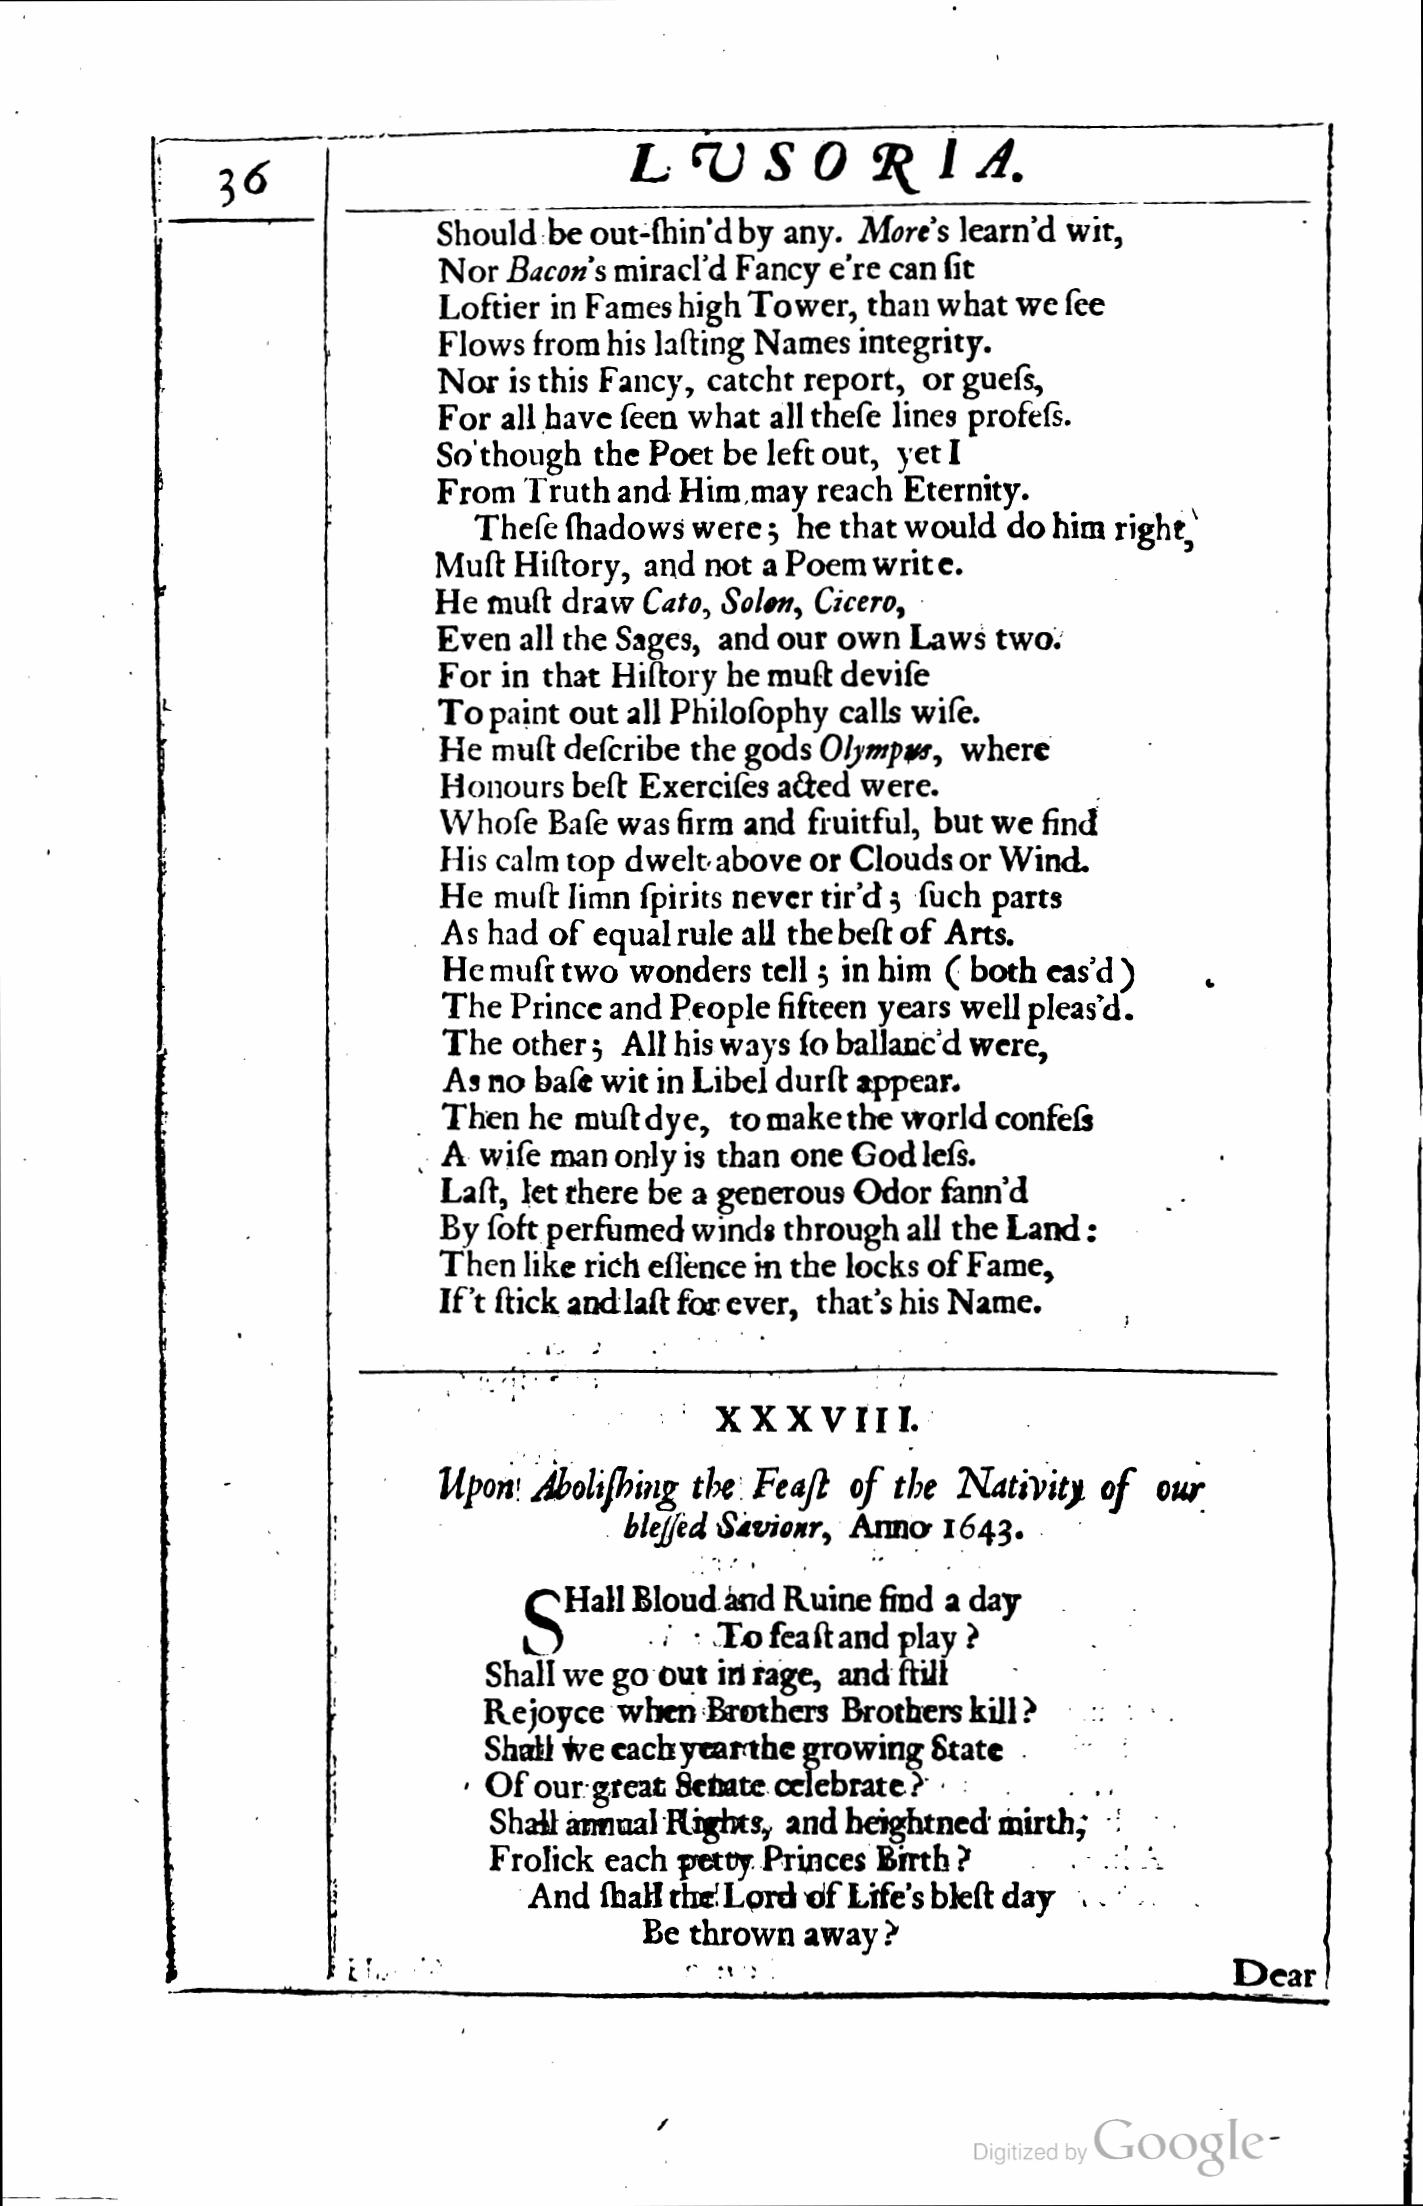 36
LUSORIA.
Should be out-ſhin'd by any. More's learn'd wit,
Nor Bacon's miracl'd Fancy e're can ſit
Loftier in Fames high Tower, than what we ſee
Flows from his laſting Names integrity.
Nor is this Fancy, catcht report, or gueſs,
For all have ſeen what all theſe lines profeſs.
So though the Poet be left out, yet I
From Truth and Him may reach Eternity.
Theſe ſhadows were; he that would do him right,
Muſt Hiſtory, and not a Poem write.
He muſt draw Cato, Solon, Cicero,
Even all the Sages, and our own Laws two.
For in that Hiſtory he muſt deviſe
To paint out all Philoſophy calls wiſe.
He muſt deſcribe the gods Olympus, where
Honours beſt Exerciſes acted were.
Whoſe Baſe was firm and fruitful, but we find
His calm top dwelt above or Clouds or Wind.
He muſt limn ſpirits never tir'd; ſuch parts
As had of equal rule all the beſt of Arts.
He muſt two wonders tell; in him ( both eas'd )
The Prince and People fifteen years well pleas'd.
The other; All his ways ſo ballanc'd were,
As no baſe wit in Libel durſt appear.
Then he muſt dye, to make the world confeſs
A wiſe man only is than one God leſs.
Laſt, let there be a generous Odor fann'd
By ſoft perfumed winds through all the Land:
Then like rich eſſence in the locks of Fame,
If't ſtick and laſt for ever, that's his Name.
XXXVIII.
Upon Aboliſhing the Feaſt of the Nativity of our
bleſſed Saviour, Anno 1643.
SHall Bloud and Ruine find a day
To feaſt and play?
Shall we go out in rage, and ſtill
Rejoyce when Brothers Brothers kill?
Shall we each year the growing State
Of our great Senate celebrate?
Shall annual Rights, and heightned mirth,
Frolick each petty Princes Birth?
And ſhall the Lord of Life's bleſt day
Be thrown away?
Dear
Digitized by Google